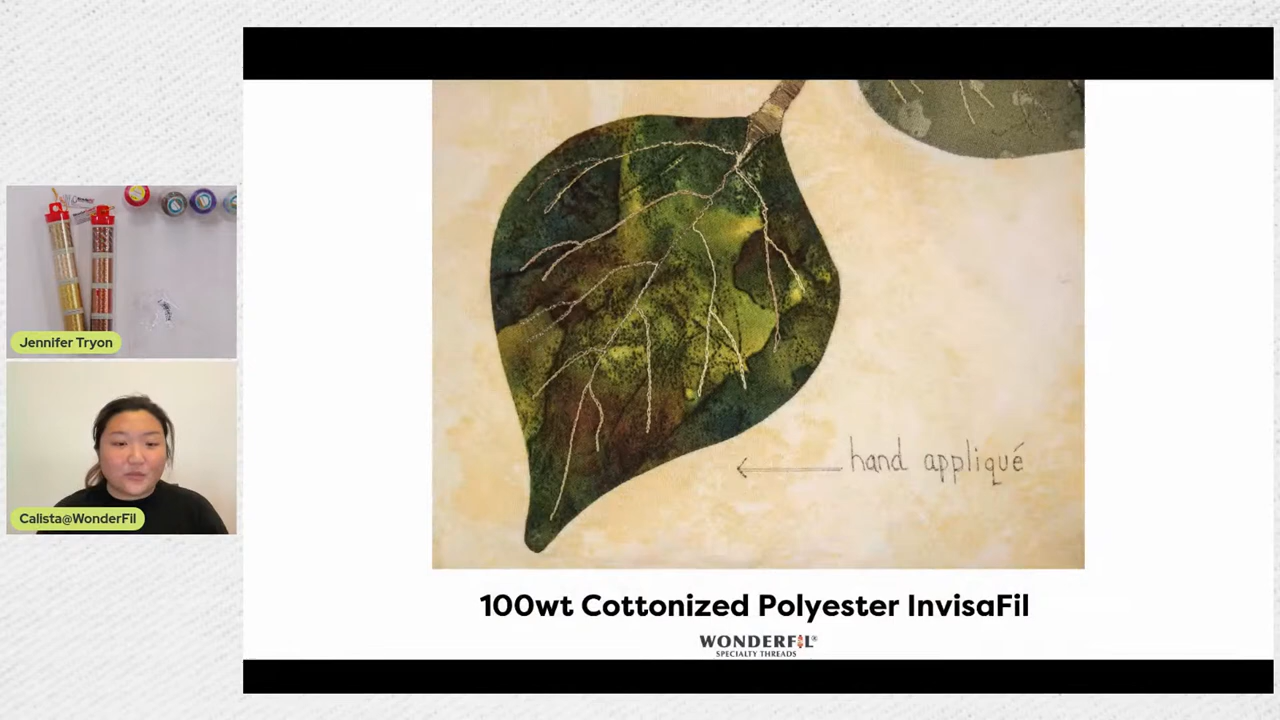 Jennifer Tryon
Calista@WonderFil
hand appliqué
100wt Cottonized Polyester InvisaFil
WONDERFIL®
SPECIALTY THREADS